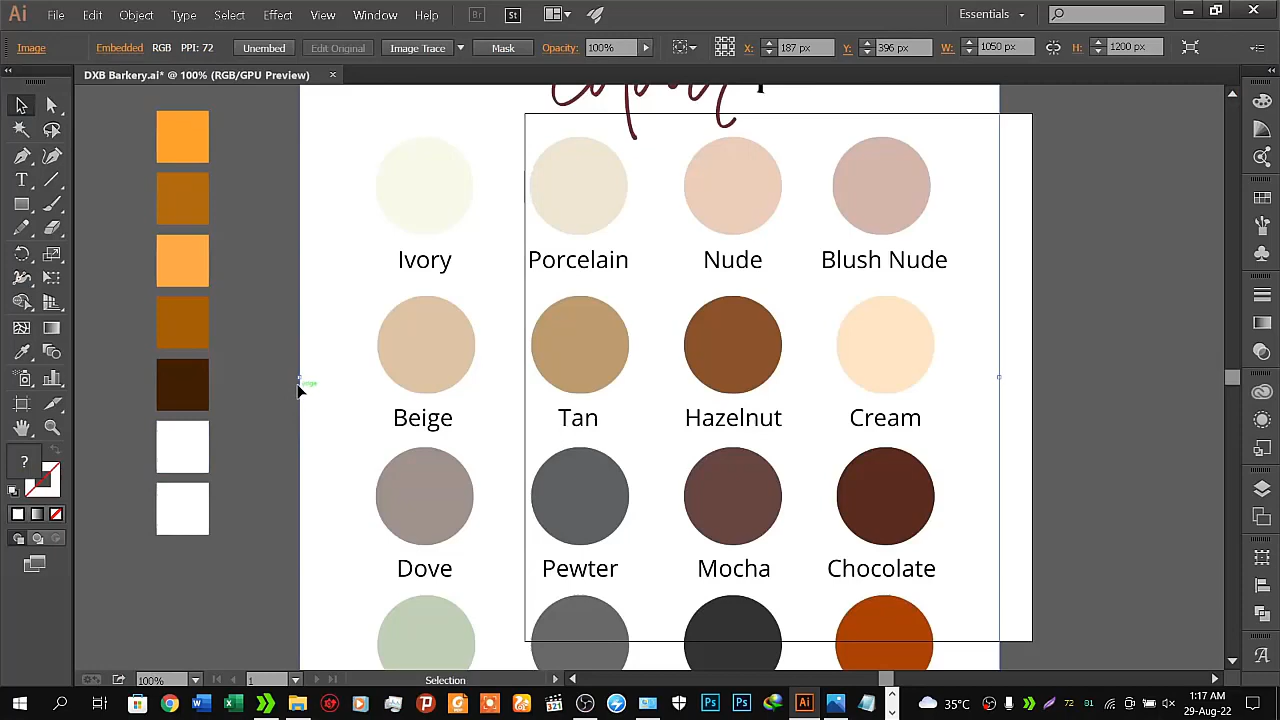 Ai File Edit Object Type Select Effect View Window Help Br St Essentials
Image Embedded RGB PPI: 72 Unembed Edit Original Image Trace Mask Opacity: 100% X: 187 px Y: 396 px W: 1050 px H: 1200 px
DXB Barkery.ai* @ 100% (RGB/GPU Preview)
Ivory Porcelain Nude Blush Nude
Beige Tan Hazelnut Cream
Dove Pewter Mocha Chocolate
?
100% 1 Selection
35°C 1:17 AM
29-Aug-22